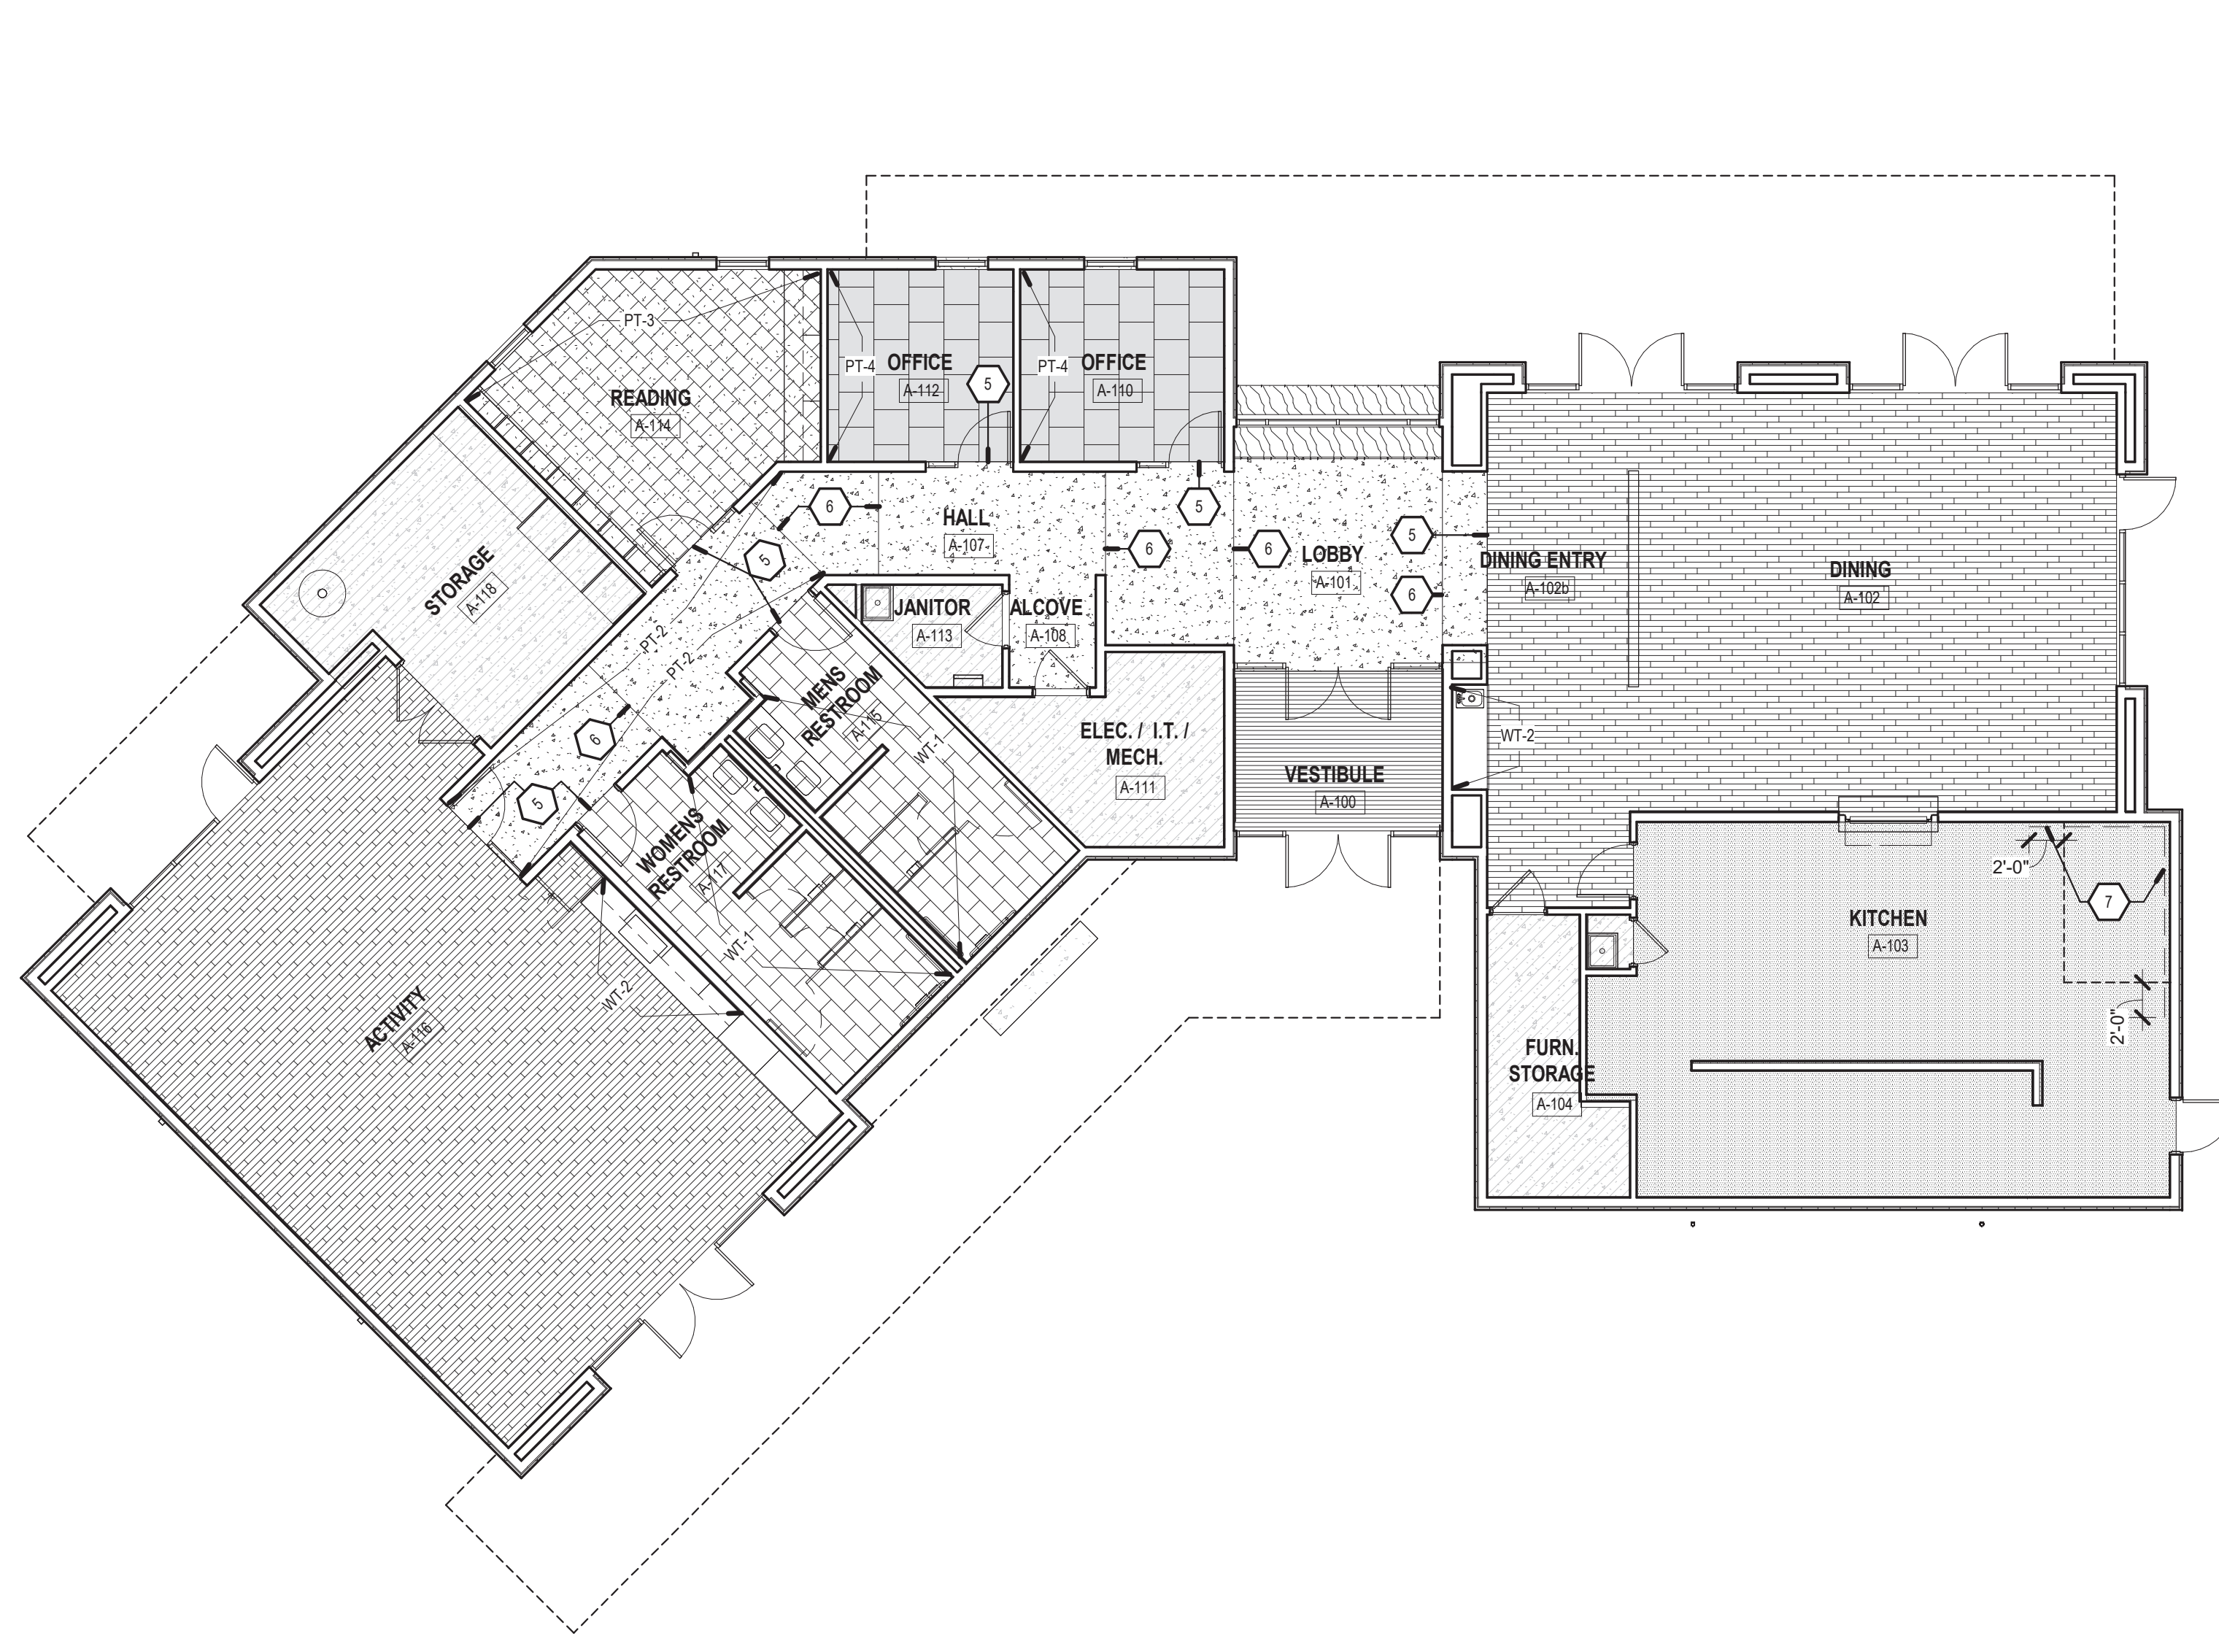 PT-3
READING
A-114
PT-4
OFFICE
A-112
5
PT-4
OFFICE
A-110
STORAGE
A-118
6
HALL
A-107
5
5
6
6
LOBBY
A-101
5
6
DINING ENTRY
A-102b
DINING
A-102
JANITOR
A-113
ALCOVE
A-108
PT-2
PT-2
6
5
MENS
RESTROOM
A-115
WT-1
ELEC. / I.T. /
MECH.
A-111
VESTIBULE
A-100
WT-2
WOMENS
RESTROOM
A-117
WT-1
WT-2
ACTIVITY
A-116
2'-0"
7
KITCHEN
A-103
2'-0"
FURN.
STORAGE
A-104